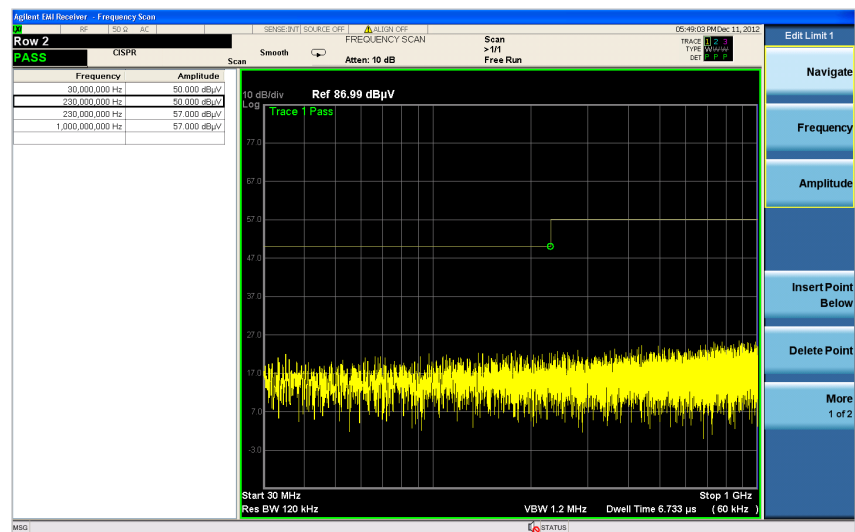 Agilent EMI Receiver - Frequency Scan
RF 50 Ω AC SENSE:INT SOURCE OFF ALIGN OFF 05:49:03 PM Dec 11, 2012
Row 2
PASS
CISPR
Scan
Smooth
FREQUENCY SCAN
Atten: 10 dB
Scan
>1/1
Free Run
TRACE 1 2 3
TYPE WWW
DET P P P
Frequency Amplitude
30,000,000 Hz 50.000 dBµV
230,000,000 Hz 50.000 dBµV
230,000,000 Hz 57.000 dBµV
1,000,000,000 Hz 57.000 dBµV
10 dB/div Ref 86.99 dBµV
Log
Trace 1 Pass
77.0
67.0
57.0
47.0
37.0
27.0
17.0
7.0
-3.0
Start 30 MHz Stop 1 GHz
Res BW 120 kHz VBW 1.2 MHz Dwell Time 6.733 µs ( 60 kHz )
Edit Limit 1
Navigate
Frequency
Amplitude
Insert Point
Below
Delete Point
More
1 of 2
MSG STATUS